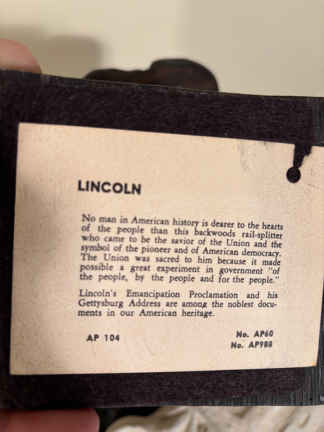 LINCOLN
No man in American history is dearer to the hearts
of the people than this backwoods rail-splitter
who came to be the savior of the Union and the
symbol of the pioneer and of American democracy.
The Union was sacred to him because it made
possible a great experiment in government "of
the people, by the people and for the people."
Lincoln's Emancipation Proclamation and his
Gettysburg Address are among the noblest docu-
ments in our American heritage.
AP 104
No. AP60
No. AP98B